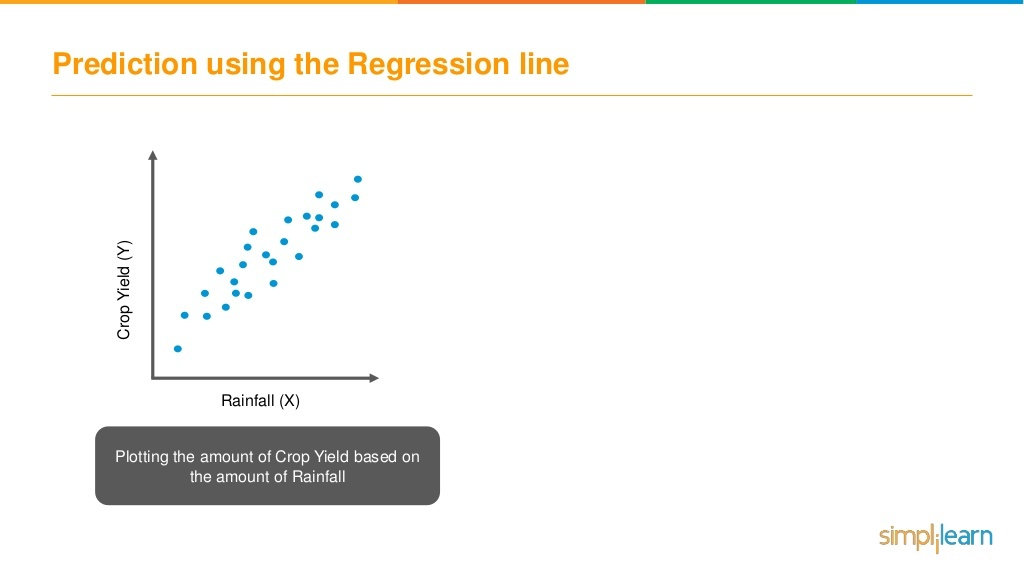 Prediction using the Regression line
Crop Yield (Y)
Rainfall (X)
Plotting the amount of Crop Yield based on
the amount of Rainfall
simplilearn